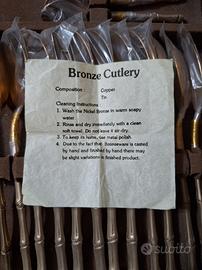 Bronze Cutlery
Composition : Copper
Tin
Cleaning Instructions
1. Wash the Nickel Bronze in warm soapy
water
2. Rinse and dry immediately with a clean
soft towel. Do not leave it air-dry.
3. To keep its home, use metal polish
4. Due to the fact that Bronzeware is casted
by hand and finished by hand there may
be slight variations in finished product.
subito